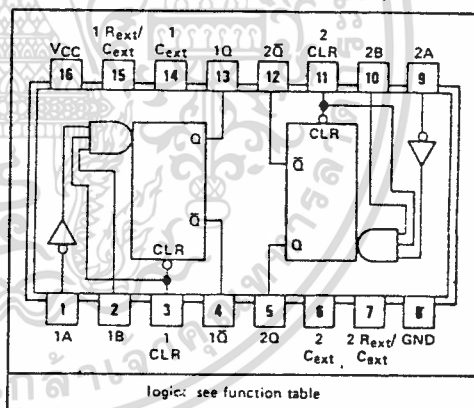 1 Rext/ 1 2
VCC Cext Cext 1Q 2Q̄ CLR 2B 2A
16 15 14 13 12 11 10 9
CLR
Q Q̄
Q̄ Q
CLR
1 2 3 4 5 6 7 8
1A 1B 1 1Q̄ 2Q 2 2 Rext/ GND
CLR Cext Cext
logic: see function table